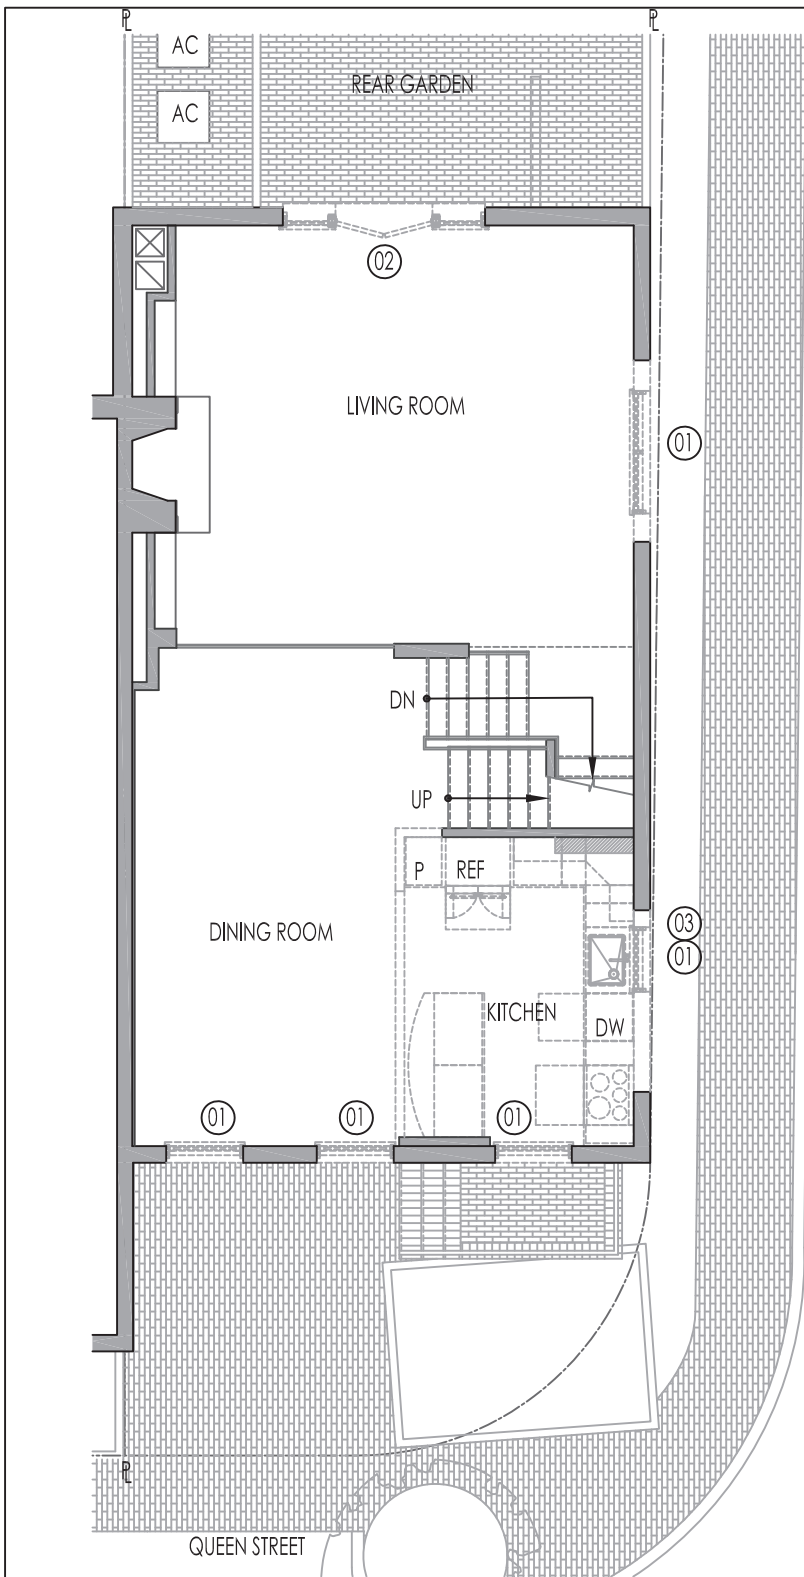 PL
PL
AC
AC
REAR GARDEN
02
LIVING ROOM
01
DN
UP
P
REF
03
DINING ROOM
01
KITCHEN
DW
01
01
01
PL
QUEEN STREET